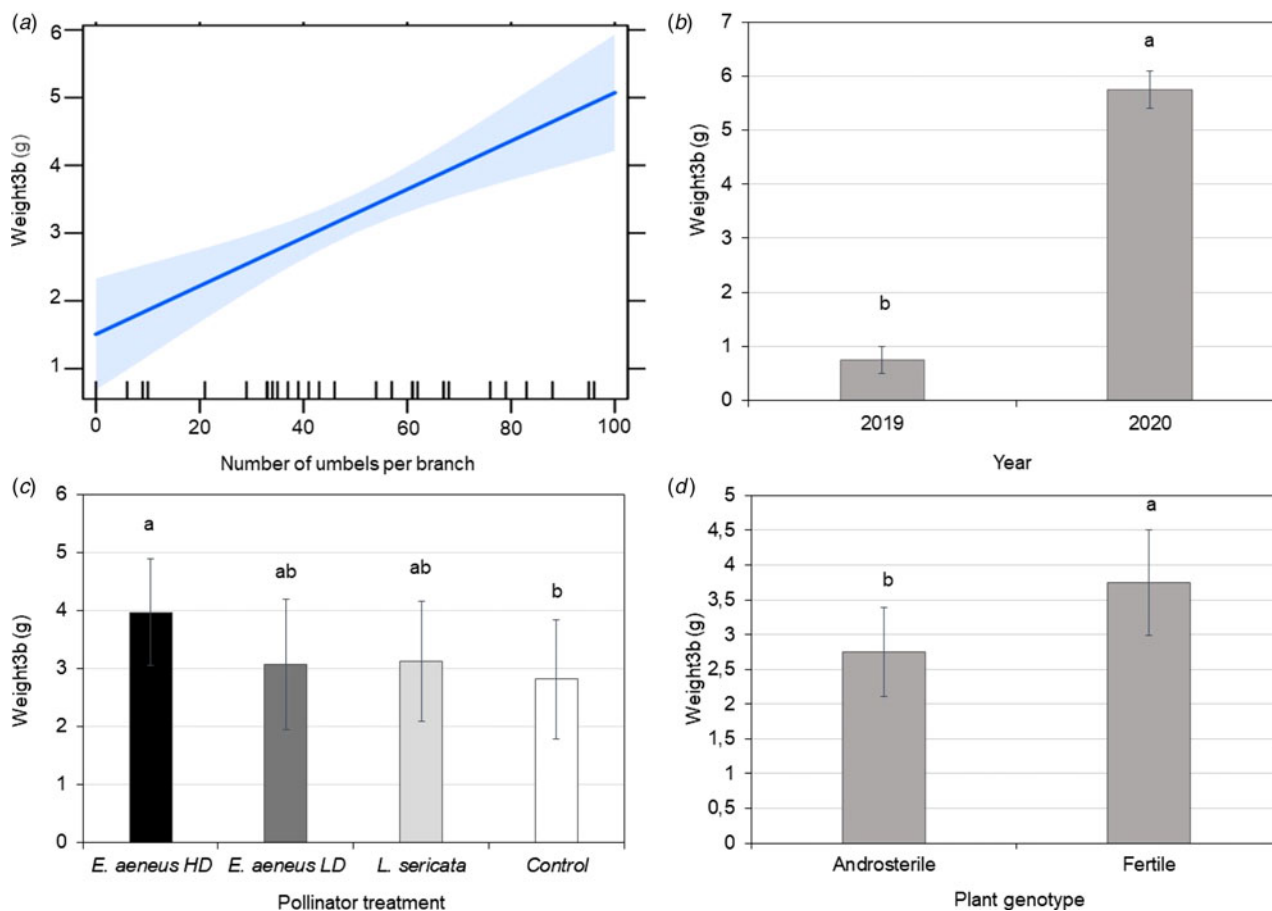 (a)
6
5
4
3
2
1
Weight3b (g)
0 20 40 60 80 100
Number of umbels per branch
(b)
7
6
5
4
3
2
1
0
Weight3b (g)
b
a
2019 2020
Year
(c)
6
5
4
3
2
1
0
Weight3b (g)
a
ab
ab
b
E. aeneus HD E. aeneus LD L. sericata Control
Pollinator treatment
(d)
5
4,5
4
3,5
3
2,5
2
1,5
1
0,5
0
Weight3b (g)
b
a
Androsterile Fertile
Plant genotype